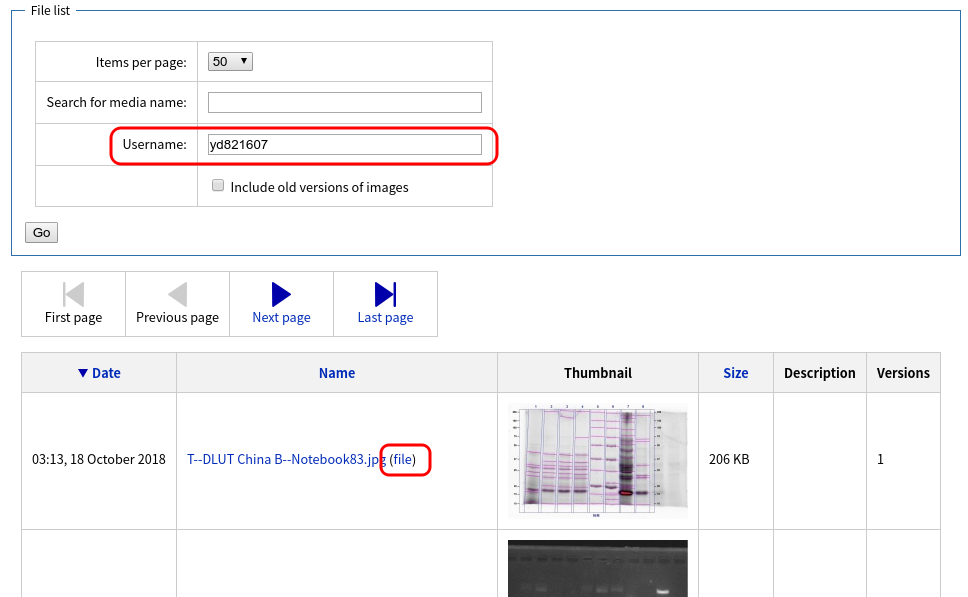 File list
Items per page: 50
Search for media name:
Username: yd821607
Include old versions of images
Go
First page Previous page Next page Last page
Date Name Thumbnail Size Description Versions
03:13, 18 October 2018 T--DLUT China B--Notebook83.jpg (file) 206 KB 1